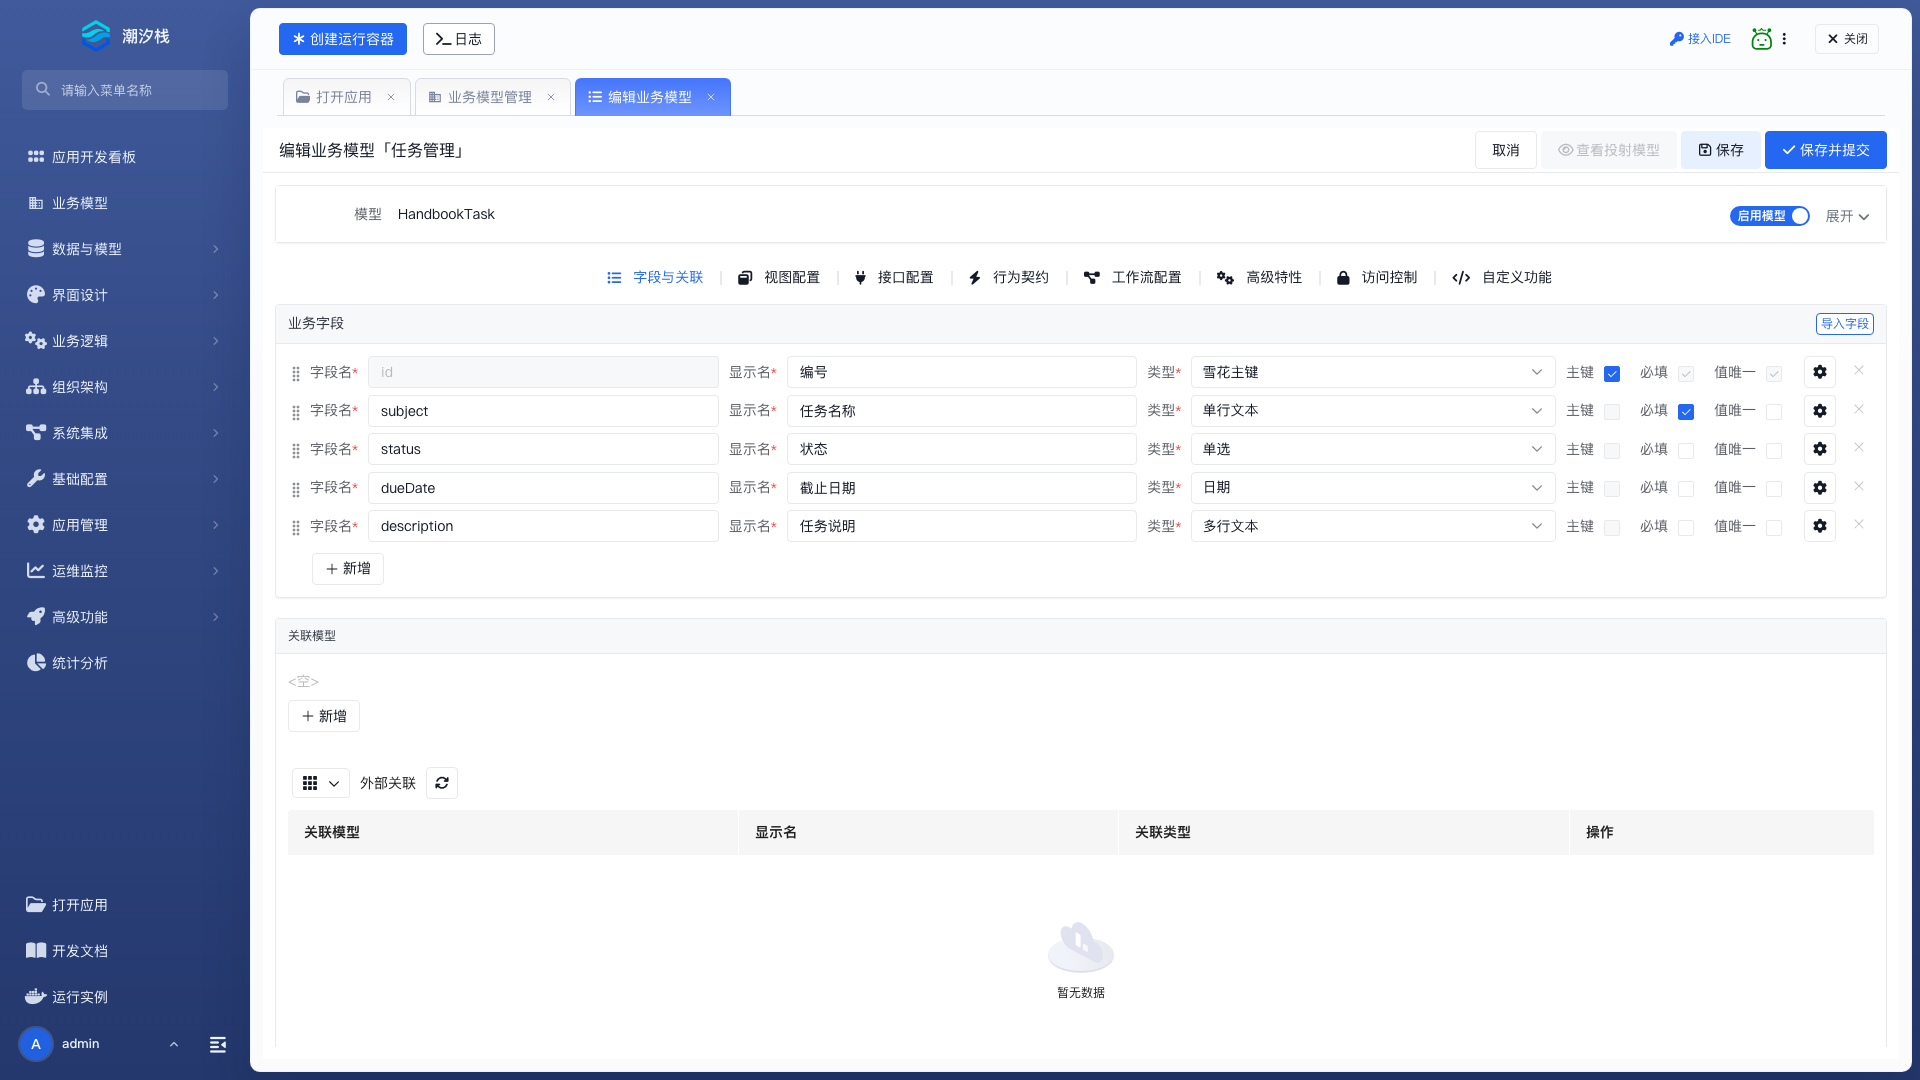 潮汐栈
请输入菜单名称
应用开发看板
业务模型
数据与模型
界面设计
业务逻辑
组织架构
系统集成
基础配置
应用管理
运维监控
高级功能
统计分析
打开应用
开发文档
运行实例
A admin
创建运行容器 日志 接入IDE 关闭
打开应用 业务模型管理 编辑业务模型
编辑业务模型「任务管理」 取消 查看投射模型 保存 保存并提交
模型 HandbookTask 启用模型 展开
字段与关联 视图配置 接口配置 行为契约 工作流配置 高级特性 访问控制 自定义功能
业务字段 导入字段
字段名* id 显示名* 编号 类型* 雪花主键 主键 必填 值唯一
字段名* subject 显示名* 任务名称 类型* 单行文本 主键 必填 值唯一
字段名* status 显示名* 状态 类型* 单选 主键 必填 值唯一
字段名* dueDate 显示名* 截止日期 类型* 日期 主键 必填 值唯一
字段名* description 显示名* 任务说明 类型* 多行文本 主键 必填 值唯一
新增
关联模型
<空>
新增
外部关联
关联模型 显示名 关联类型 操作
暂无数据